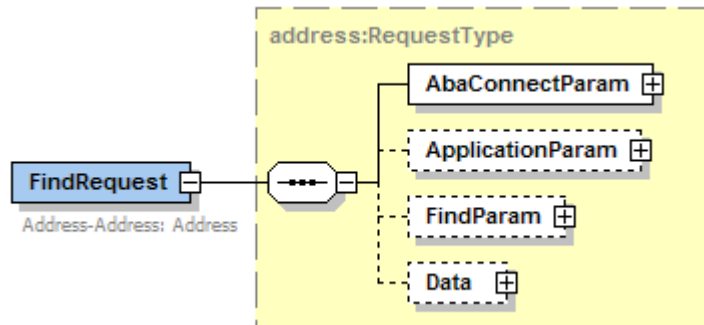 address:RequestType
AbaConnectParam
ApplicationParam
FindRequest
Address-Address: Address
FindParam
Data